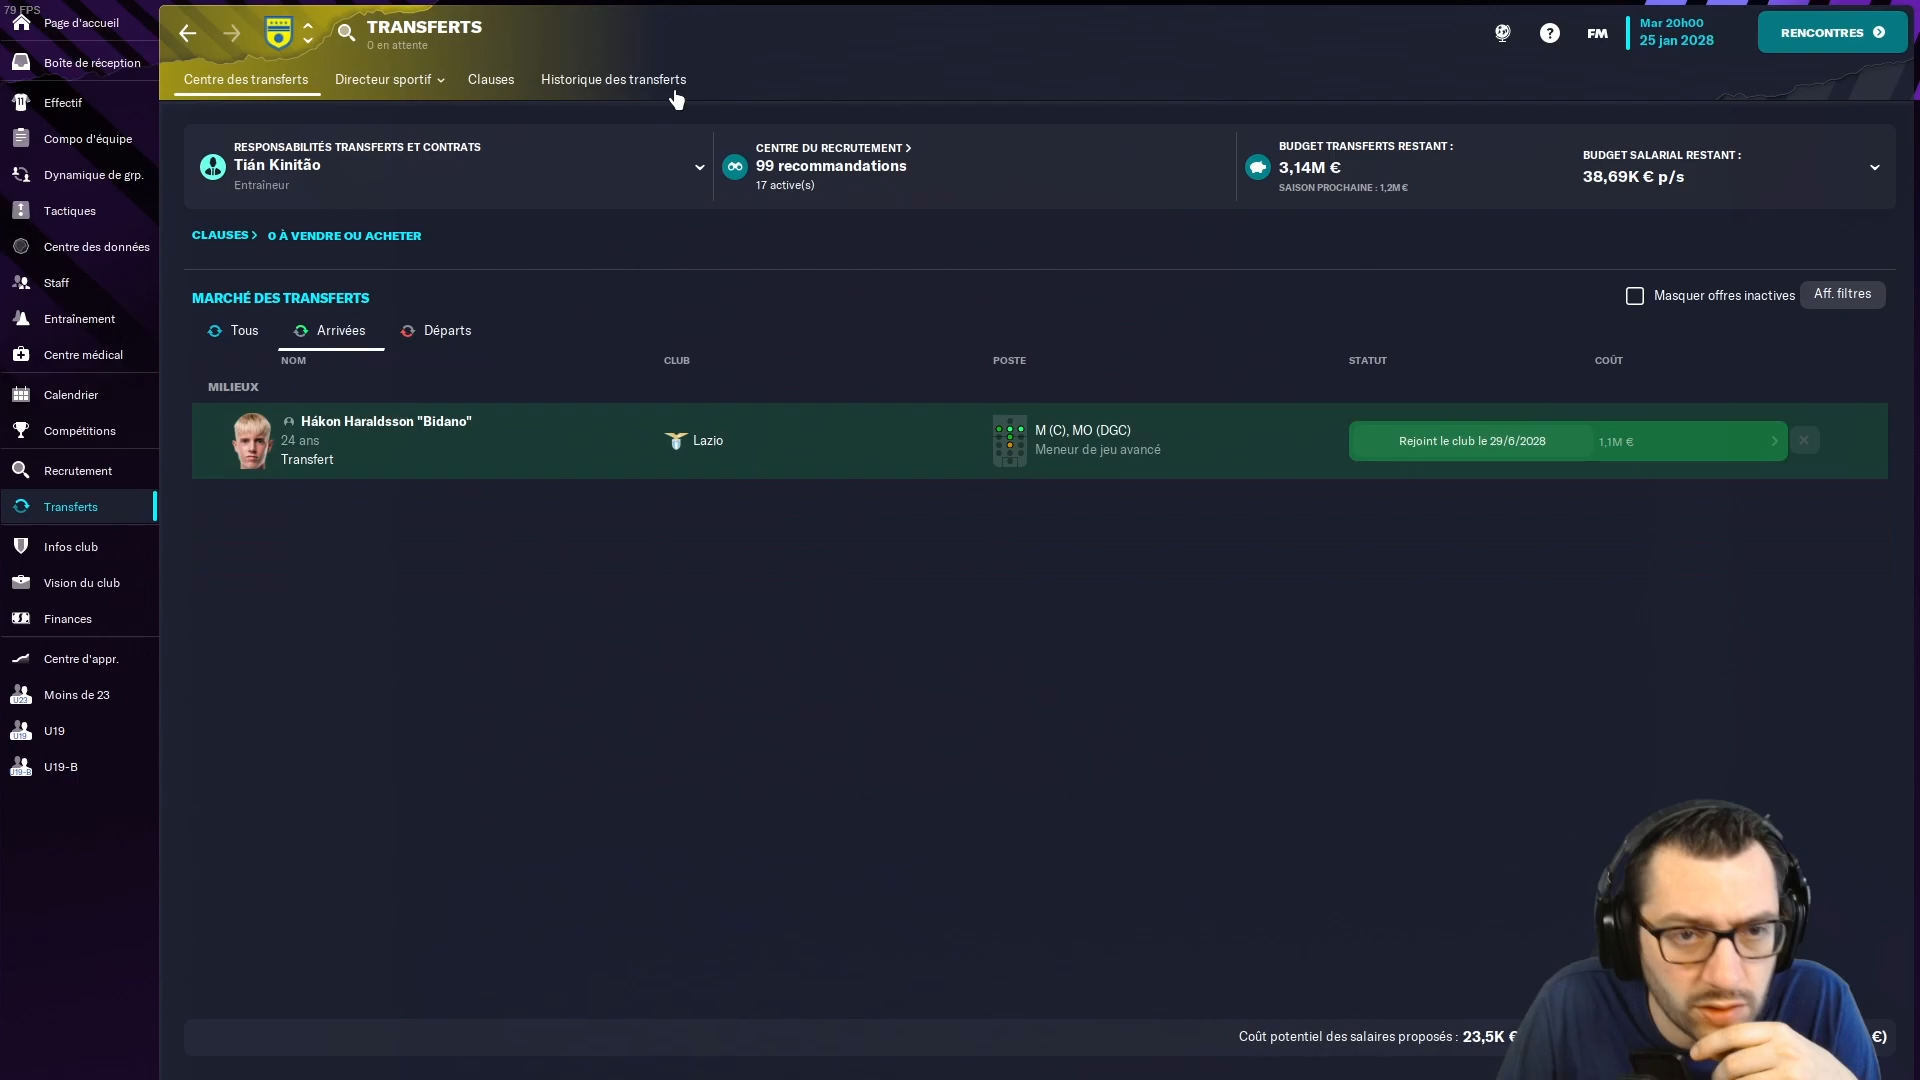 79 FPS
Page d'accueil
Boîte de réception
Effectif
Compo d'équipe
Dynamique de grp.
Tactiques
Centre des données
Staff
Entraînement
Centre médical
Calendrier
Compétitions
Recrutement
Transferts
Infos club
Vision du club
Finances
Centre d'appr.
Moins de 23
U19
U19-B
TRANSFERTS
0 en attente
FM
Mar 20h00
25 jan 2028
RENCONTRES
Centre des transferts
Directeur sportif
Clauses
Historique des transferts
RESPONSABILITÉS TRANSFERTS ET CONTRATS
Tián Kinitão
Entraîneur
CENTRE DU RECRUTEMENT >
99 recommandations
17 active(s)
BUDGET TRANSFERTS RESTANT :
3,14M €
SAISON PROCHAINE : 1,2M €
BUDGET SALARIAL RESTANT :
38,69K € p/s
CLAUSES > 0 À VENDRE OU ACHETER
MARCHÉ DES TRANSFERTS
Masquer offres inactives
Aff. filtres
Tous
Arrivées
Départs
NOM CLUB POSTE STATUT COÛT
MILIEUX
Hákon Haraldsson "Bidano"
24 ans
Transfert
Lazio
M (C), MO (DGC)
Meneur de jeu avancé
Rejoint le club le 29/6/2028
1,1M €
Coût potentiel des salaires proposés : 23,5K €
€)